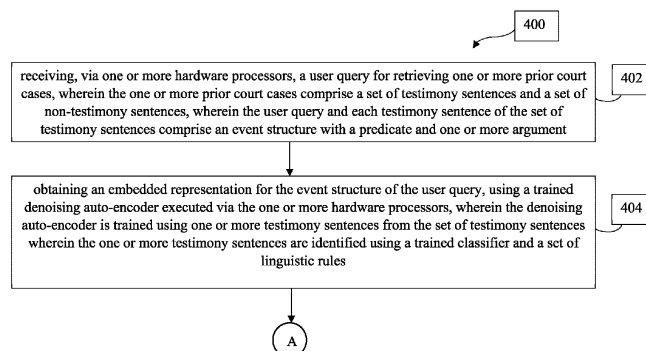 400
receiving, via one or more hardware processors, a user query for retrieving one or more prior court
cases, wherein the one or more prior court cases comprise a set of testimony sentences and a set of
non-testimony sentences, wherein the user query and each testimony sentence of the set of
testimony sentences comprise an event structure with a predicate and one or more argument
402
obtaining an embedded representation for the event structure of the user query, using a trained
denoising auto-encoder executed via the one or more hardware processors, wherein the denoising
auto-encoder is trained using one or more testimony sentences from the set of testimony sentences
wherein the one or more testimony sentences are identified using a trained classifier and a set of
linguistic rules
404
A